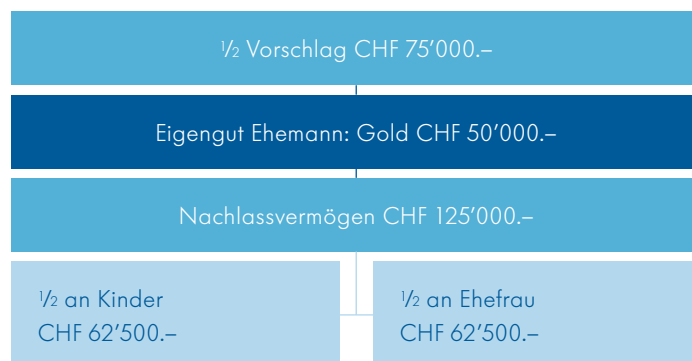 ½ Vorschlag CHF 75’000.–
Eigengut Ehemann: Gold CHF 50’000.–
Nachlassvermögen CHF 125’000.–
½ an Kinder
CHF 62’500.–
½ an Ehefrau
CHF 62’500.–